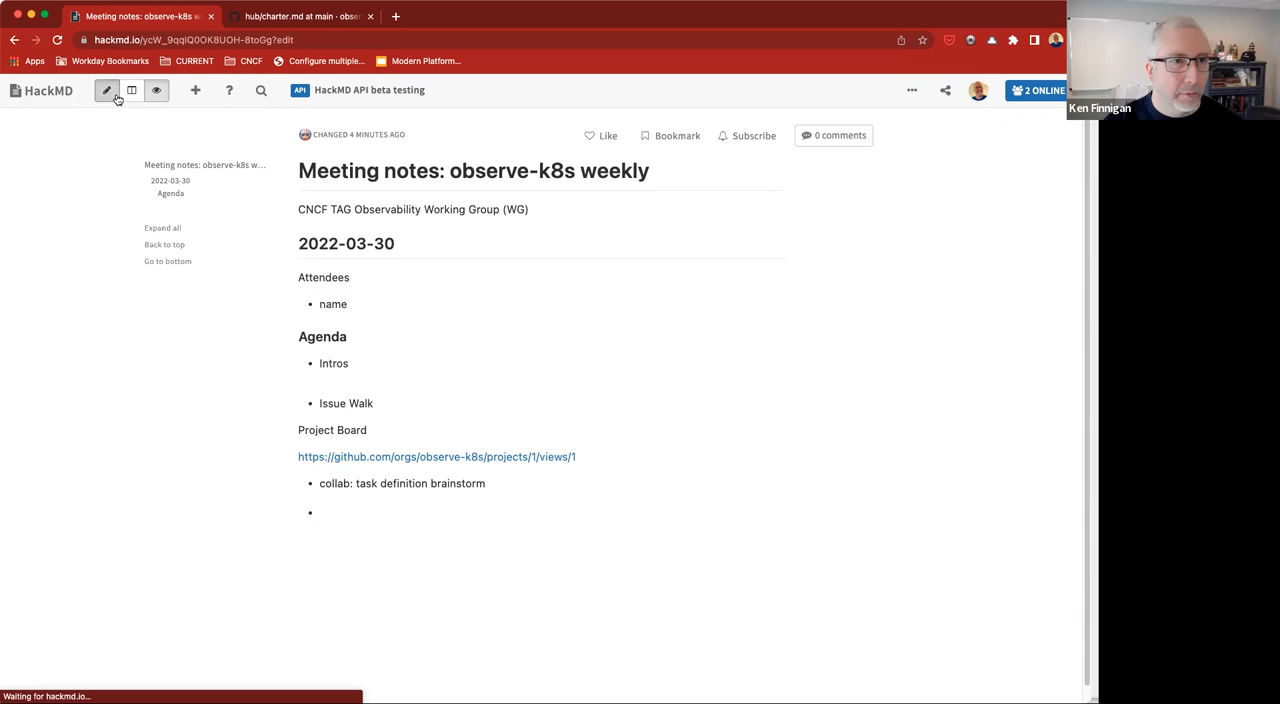 Meeting notes: observe-k8s w
hub/charter.md at main · obser
hackmd.io/ycW_9qqlQ0OK8UOH-8toGg?edit
Apps
Workday Bookmarks
CURRENT
CNCF
Configure multiple...
Modern Platform...
HackMD
API
HackMD API beta testing
2 ONLINE
Ken Finnigan
CHANGED 4 MINUTES AGO
Like
Bookmark
Subscribe
0 comments
Meeting notes: observe-k8s w...
2022-03-30
Agenda
Expand all
Back to top
Go to bottom
Meeting notes: observe-k8s weekly
CNCF TAG Observability Working Group (WG)
2022-03-30
Attendees
• name
Agenda
• Intros
• Issue Walk
Project Board
https://github.com/orgs/observe-k8s/projects/1/views/1
• collab: task definition brainstorm
•
Waiting for hackmd.io...